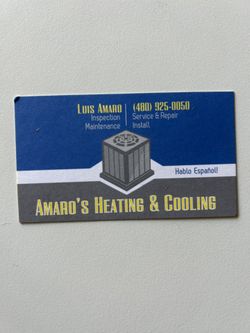 Luis Amaro | (480) 925-0050
Inspection | Service & Repair
Maintenance | Install
Hablo Español!
Amaro's Heating & Cooling